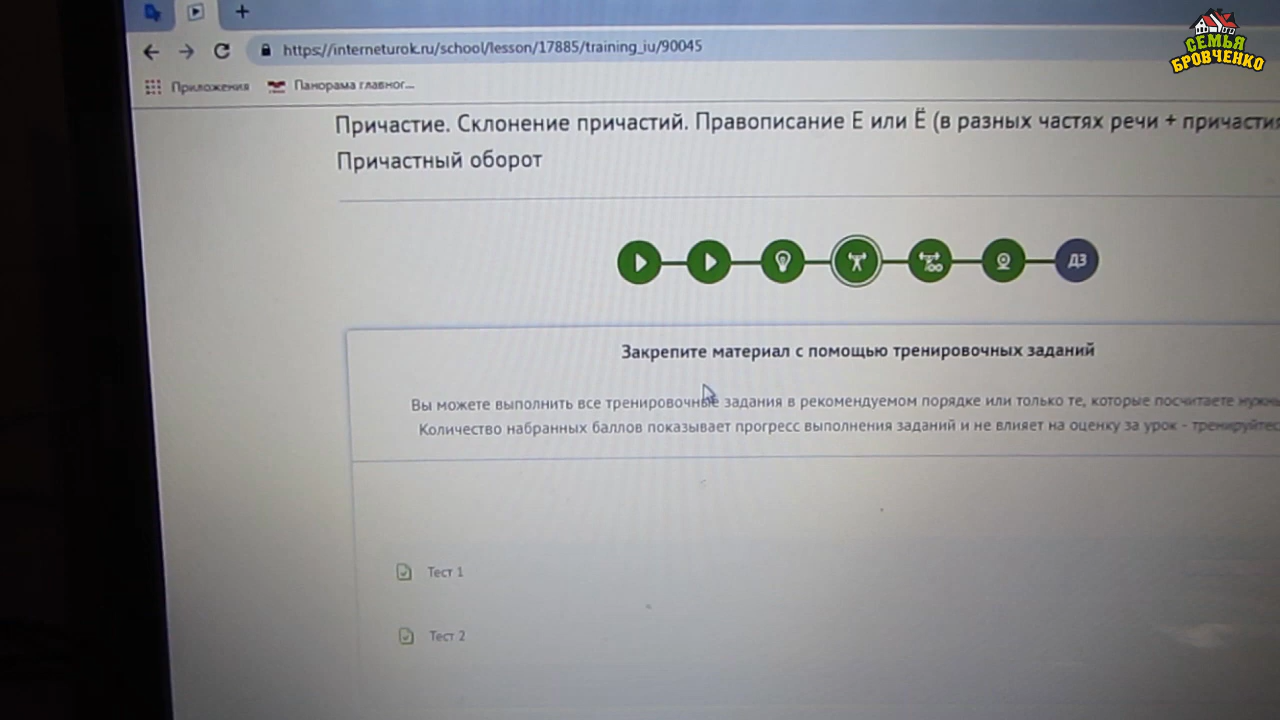 СЕМЬЯ
БРОВЧЕНКО
https://interneturok.ru/school/lesson/17885/training_iu/90045
Приложения
Панорама главног...
Причастие. Склонение причастий. Правописание Е или Ё (в разных частях речи + причастия
Причастный оборот
ДЗ
Закрепите материал с помощью тренировочных заданий
Вы можете выполнить все тренировочные задания в рекомендуемом порядке или только те, которые посчитаете
Количество набранных баллов показывает прогресс выполнения заданий и не влияет на оценку за урок -
Тест 1
Тест 2